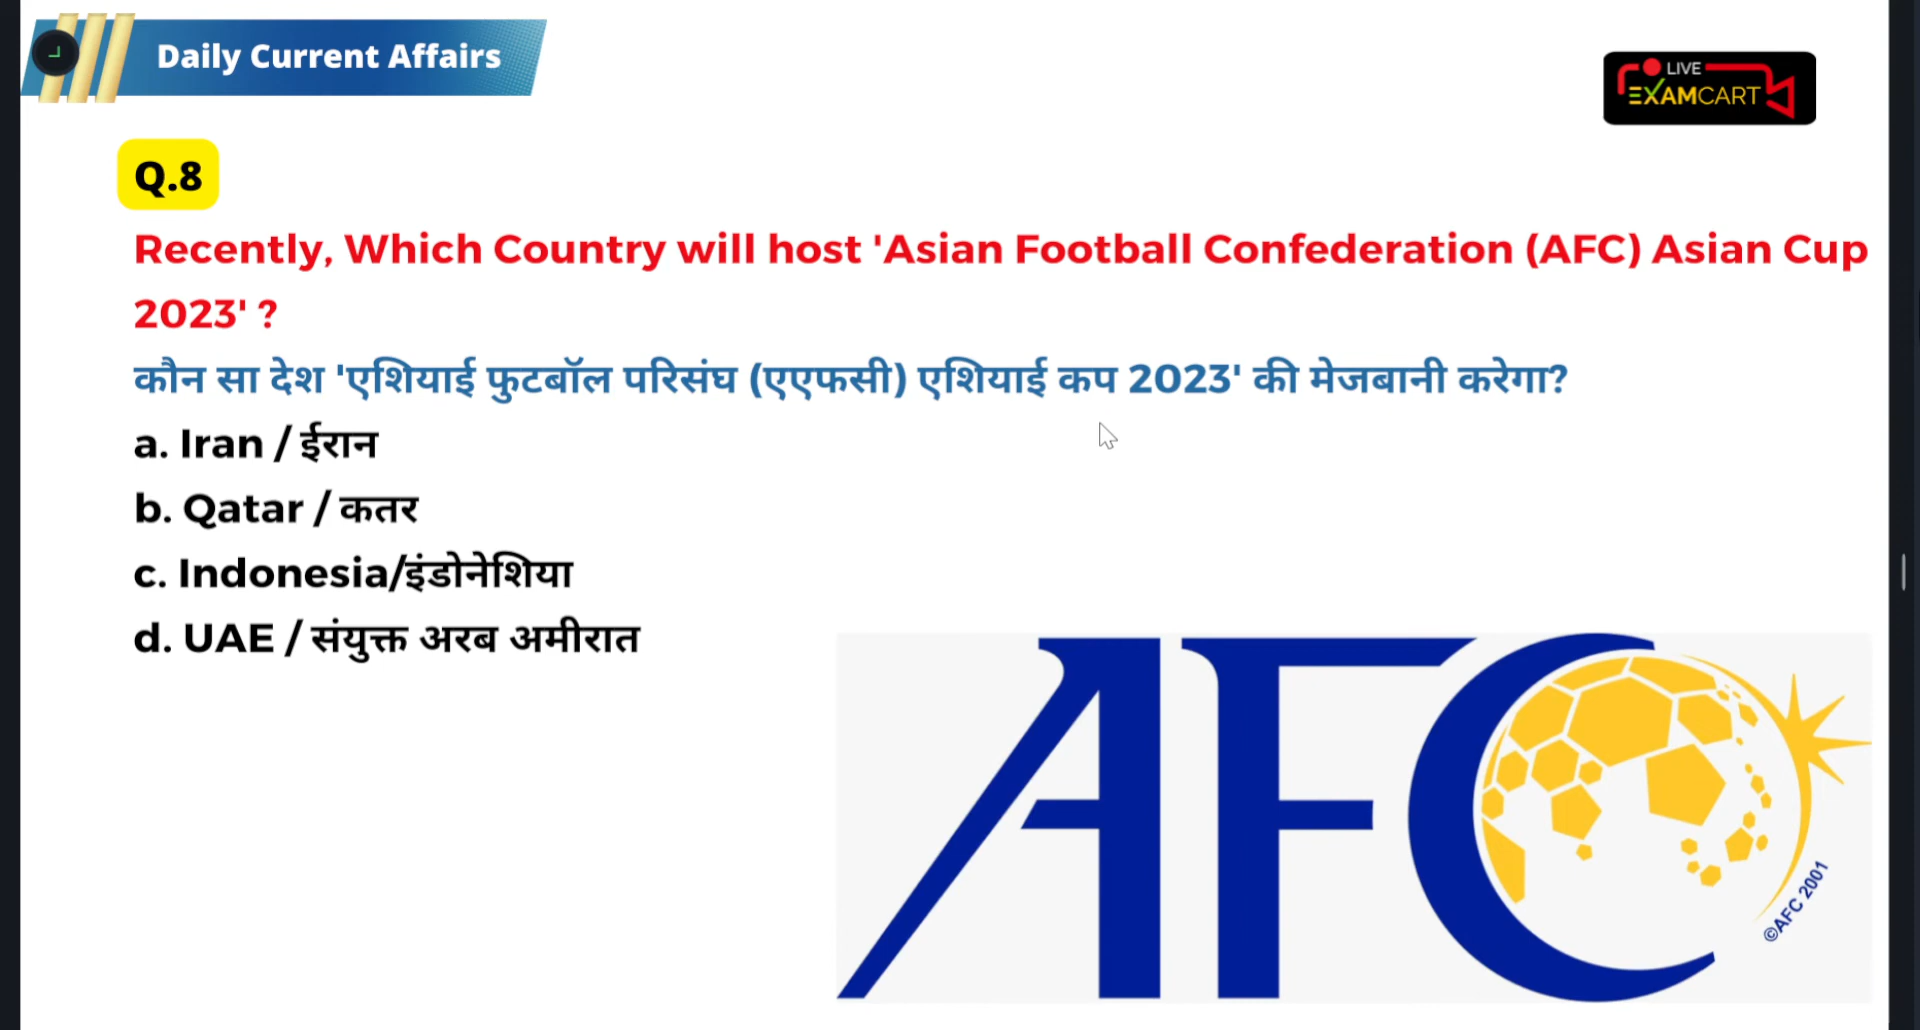 Daily Current Affairs
LIVE
EXAMCART
Q.8
Recently, Which Country will host 'Asian Football Confederation (AFC) Asian Cup
2023' ?
कौन सा देश 'एशियाई फुटबॉल परिसंघ (एएफसी) एशियाई कप 2023' की मेजबानी करेगा?
a. Iran / ईरान
b. Qatar / कतर
c. Indonesia/इंडोनेशिया
d. UAE / संयुक्त अरब अमीरात
AFC
©AFC 2001